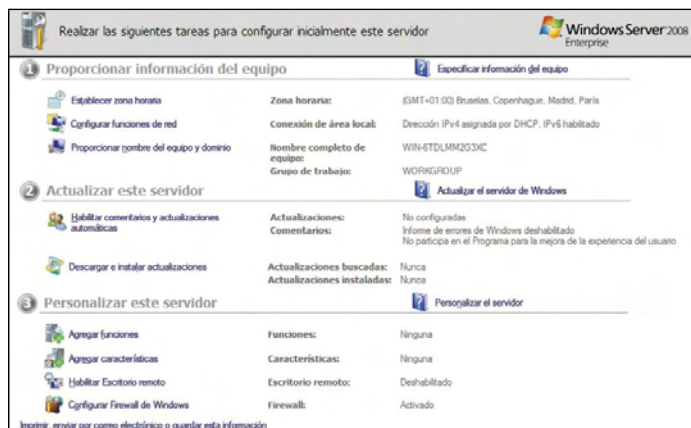 Realizar las siguientes tareas para configurar inicialmente este servidor
Windows Server 2008
Enterprise
1 Proporcionar información del equipo
Especificar información del equipo
Establecer zona horaria
Zona horaria:
(GMT+01:00) Bruselas, Copenhague, Madrid, París
Configurar funciones de red
Conexión de área local:
Dirección IPv4 asignada por DHCP, IPv6 habilitado
Proporcionar nombre del equipo y dominio
Nombre completo de
equipo:
WIN-6TDLMM2G3XC
Grupo de trabajo:
WORKGROUP
2 Actualizar este servidor
Actualizar el servidor de Windows
Habilitar comentarios y actualizaciones
automáticas
Actualizaciones:
No configuradas
Comentarios:
Informe de errores de Windows deshabilitado
No participa en el Programa para la mejora de la experiencia del usuario
Descargar e instalar actualizaciones
Actualizaciones buscadas:
Nunca
Actualizaciones instaladas:
Nunca
3 Personalizar este servidor
Personalizar el servidor
Agregar funciones
Funciones:
Ninguna
Agregar características
Características:
Ninguna
Habilitar Escritorio remoto
Escritorio remoto:
Deshabilitado
Configurar Firewall de Windows
Firewall:
Activado
Imprimir, enviar por correo electrónico o guardar esta información